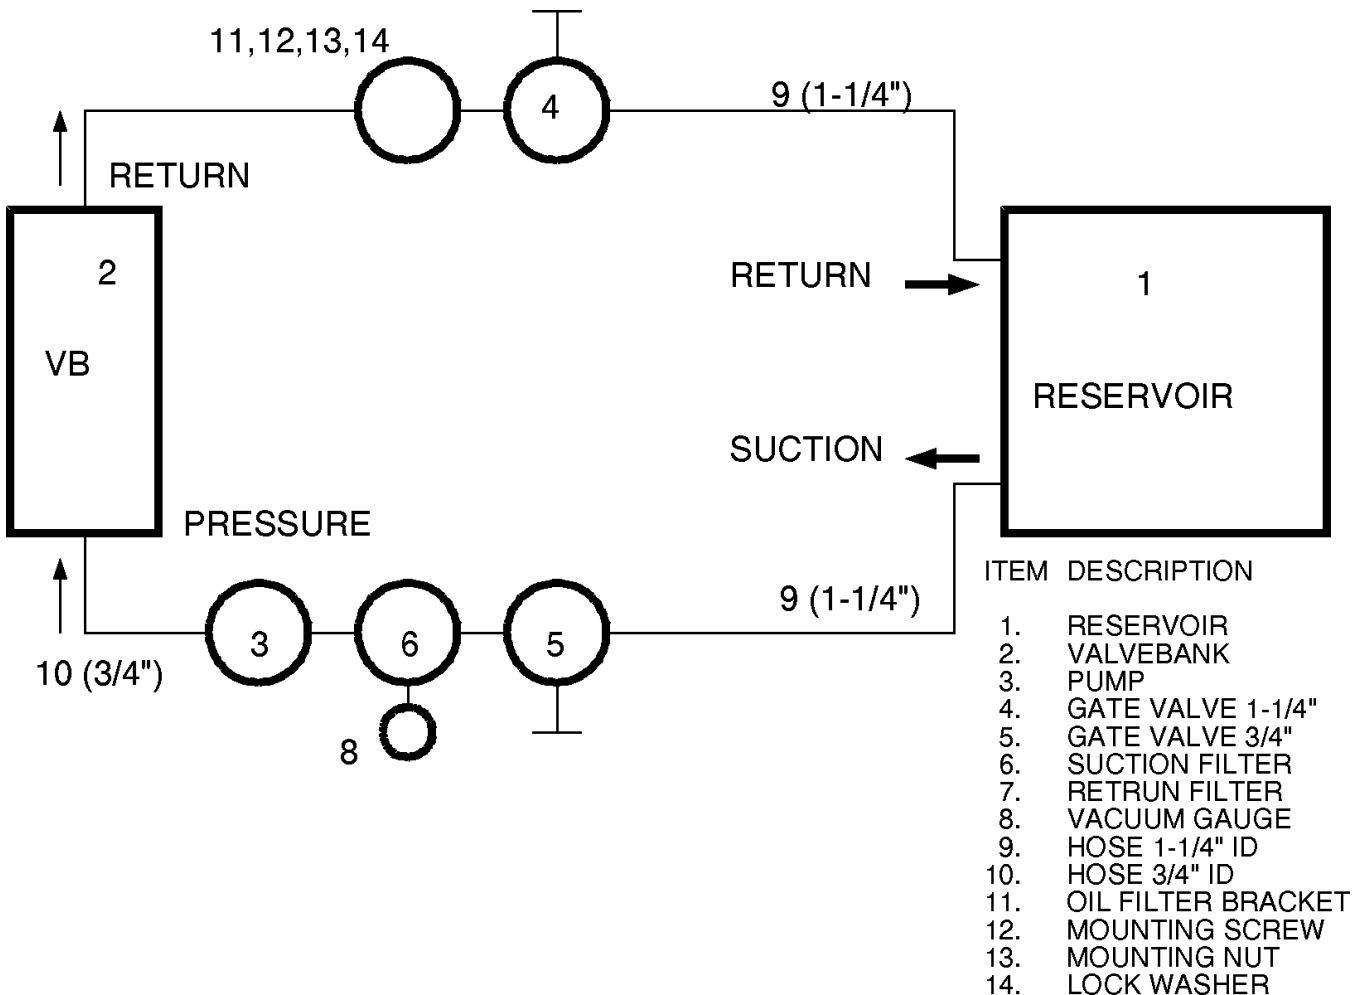 11,12,13,14
4
9 (1-1/4")
RETURN
2
VB
RETURN
1
RESERVOIR
SUCTION
PRESSURE
9 (1-1/4")
3
6
5
10 (3/4")
8
ITEM DESCRIPTION
1. RESERVOIR
2. VALVEBANK
3. PUMP
4. GATE VALVE 1-1/4"
5. GATE VALVE 3/4"
6. SUCTION FILTER
7. RETRUN FILTER
8. VACUUM GAUGE
9. HOSE 1-1/4" ID
10. HOSE 3/4" ID
11. OIL FILTER BRACKET
12. MOUNTING SCREW
13. MOUNTING NUT
14. LOCK WASHER